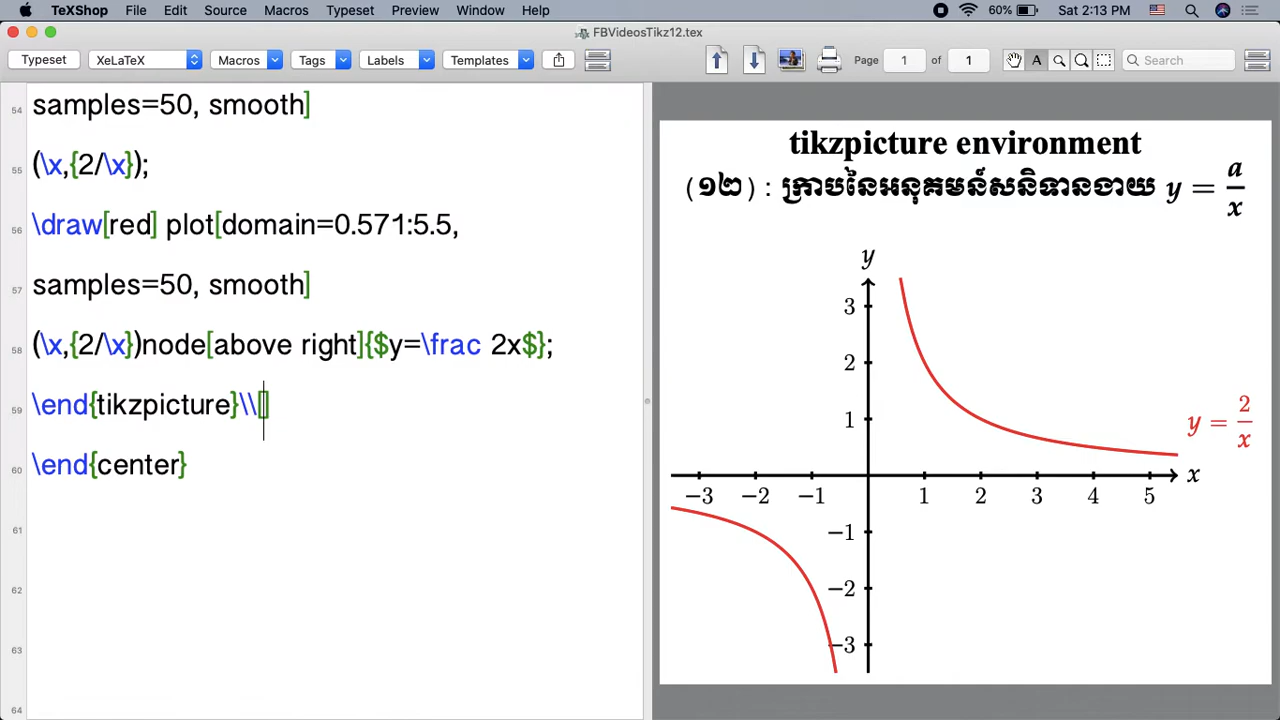 TeXShop File Edit Source Macros Typeset Preview Window Help 60% Sat 2:13 PM
FBVideosTikz12.tex
Typeset XeLaTeX Macros Tags Labels Templates Page 1 of 1 Search
54 samples=50, smooth]
55 (\x,{2/\x});
56 \draw[red] plot[domain=0.571:5.5,
57 samples=50, smooth]
58 (\x,{2/\x})node[above right]{$y=\frac 2x$};
59 \end{tikzpicture}\\[]
60 \end{center}
61
62
63
64
tikzpicture environment
(១២) : ក្រាបនៃអនុគមន៍សនិទានងាយ y = a/x
y
3
2
1
y = 2/x
−3 −2 −1 1 2 3 4 5 x
−1
−2
−3